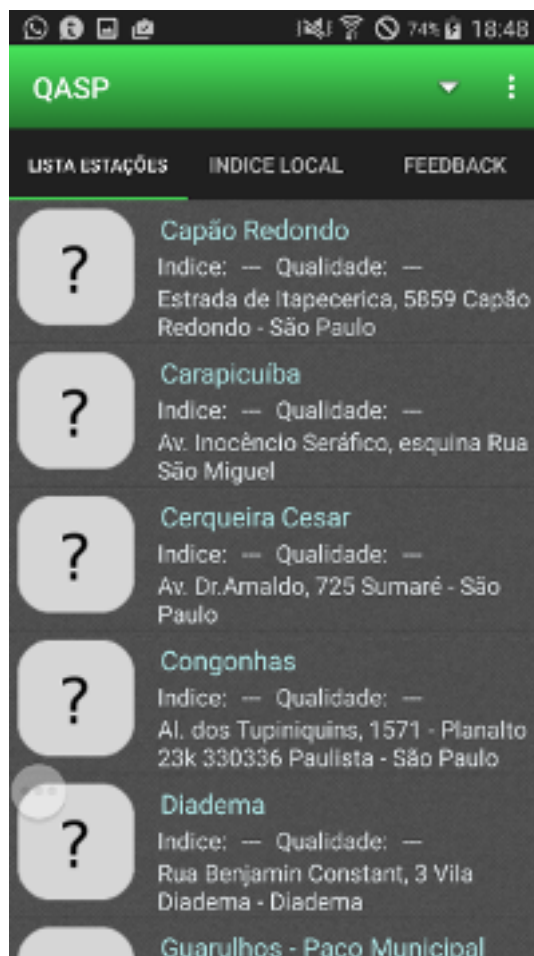 74% 18:48
QASP
LISTA ESTAÇÕES INDICE LOCAL FEEDBACK
?
Capão Redondo
Indice: --- Qualidade: ---
Estrada de Itapecerica, 5859 Capão
Redondo - São Paulo
?
Carapicuíba
Indice: --- Qualidade: ---
Av. Inocêncio Seráfico, esquina Rua
São Miguel
?
Cerqueira Cesar
Indice: --- Qualidade: ---
Av. Dr.Arnaldo, 725 Sumaré - São
Paulo
?
Congonhas
Indice: --- Qualidade: ---
Al. dos Tupiniquins, 1571 - Planalto
23k 330336 Paulista - São Paulo
?
Diadema
Indice: --- Qualidade: ---
Rua Benjamin Constant, 3 Vila
Diadema - Diadema
Guarulhos - Paço Municipal